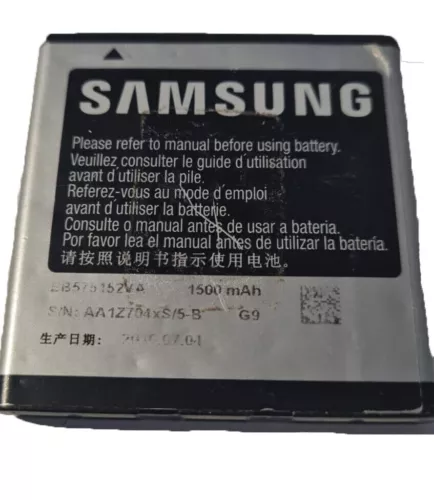 SAMSUNG
Please refer to manual before using battery.
Veuillez consulter le guide d'utilisation
avant d'utiliser la pile.
Referez-vous au mode d'emploi
avant d'utiliser la batterie.
Consulte o manual antes de usar a bateria.
Por favor lea el manual antes de utilizar la batería.
请按照说明书指示使用电池.
EB575152VA 1500 mAh
S/N: AA1Z704xS/5-B G9
生产日期: